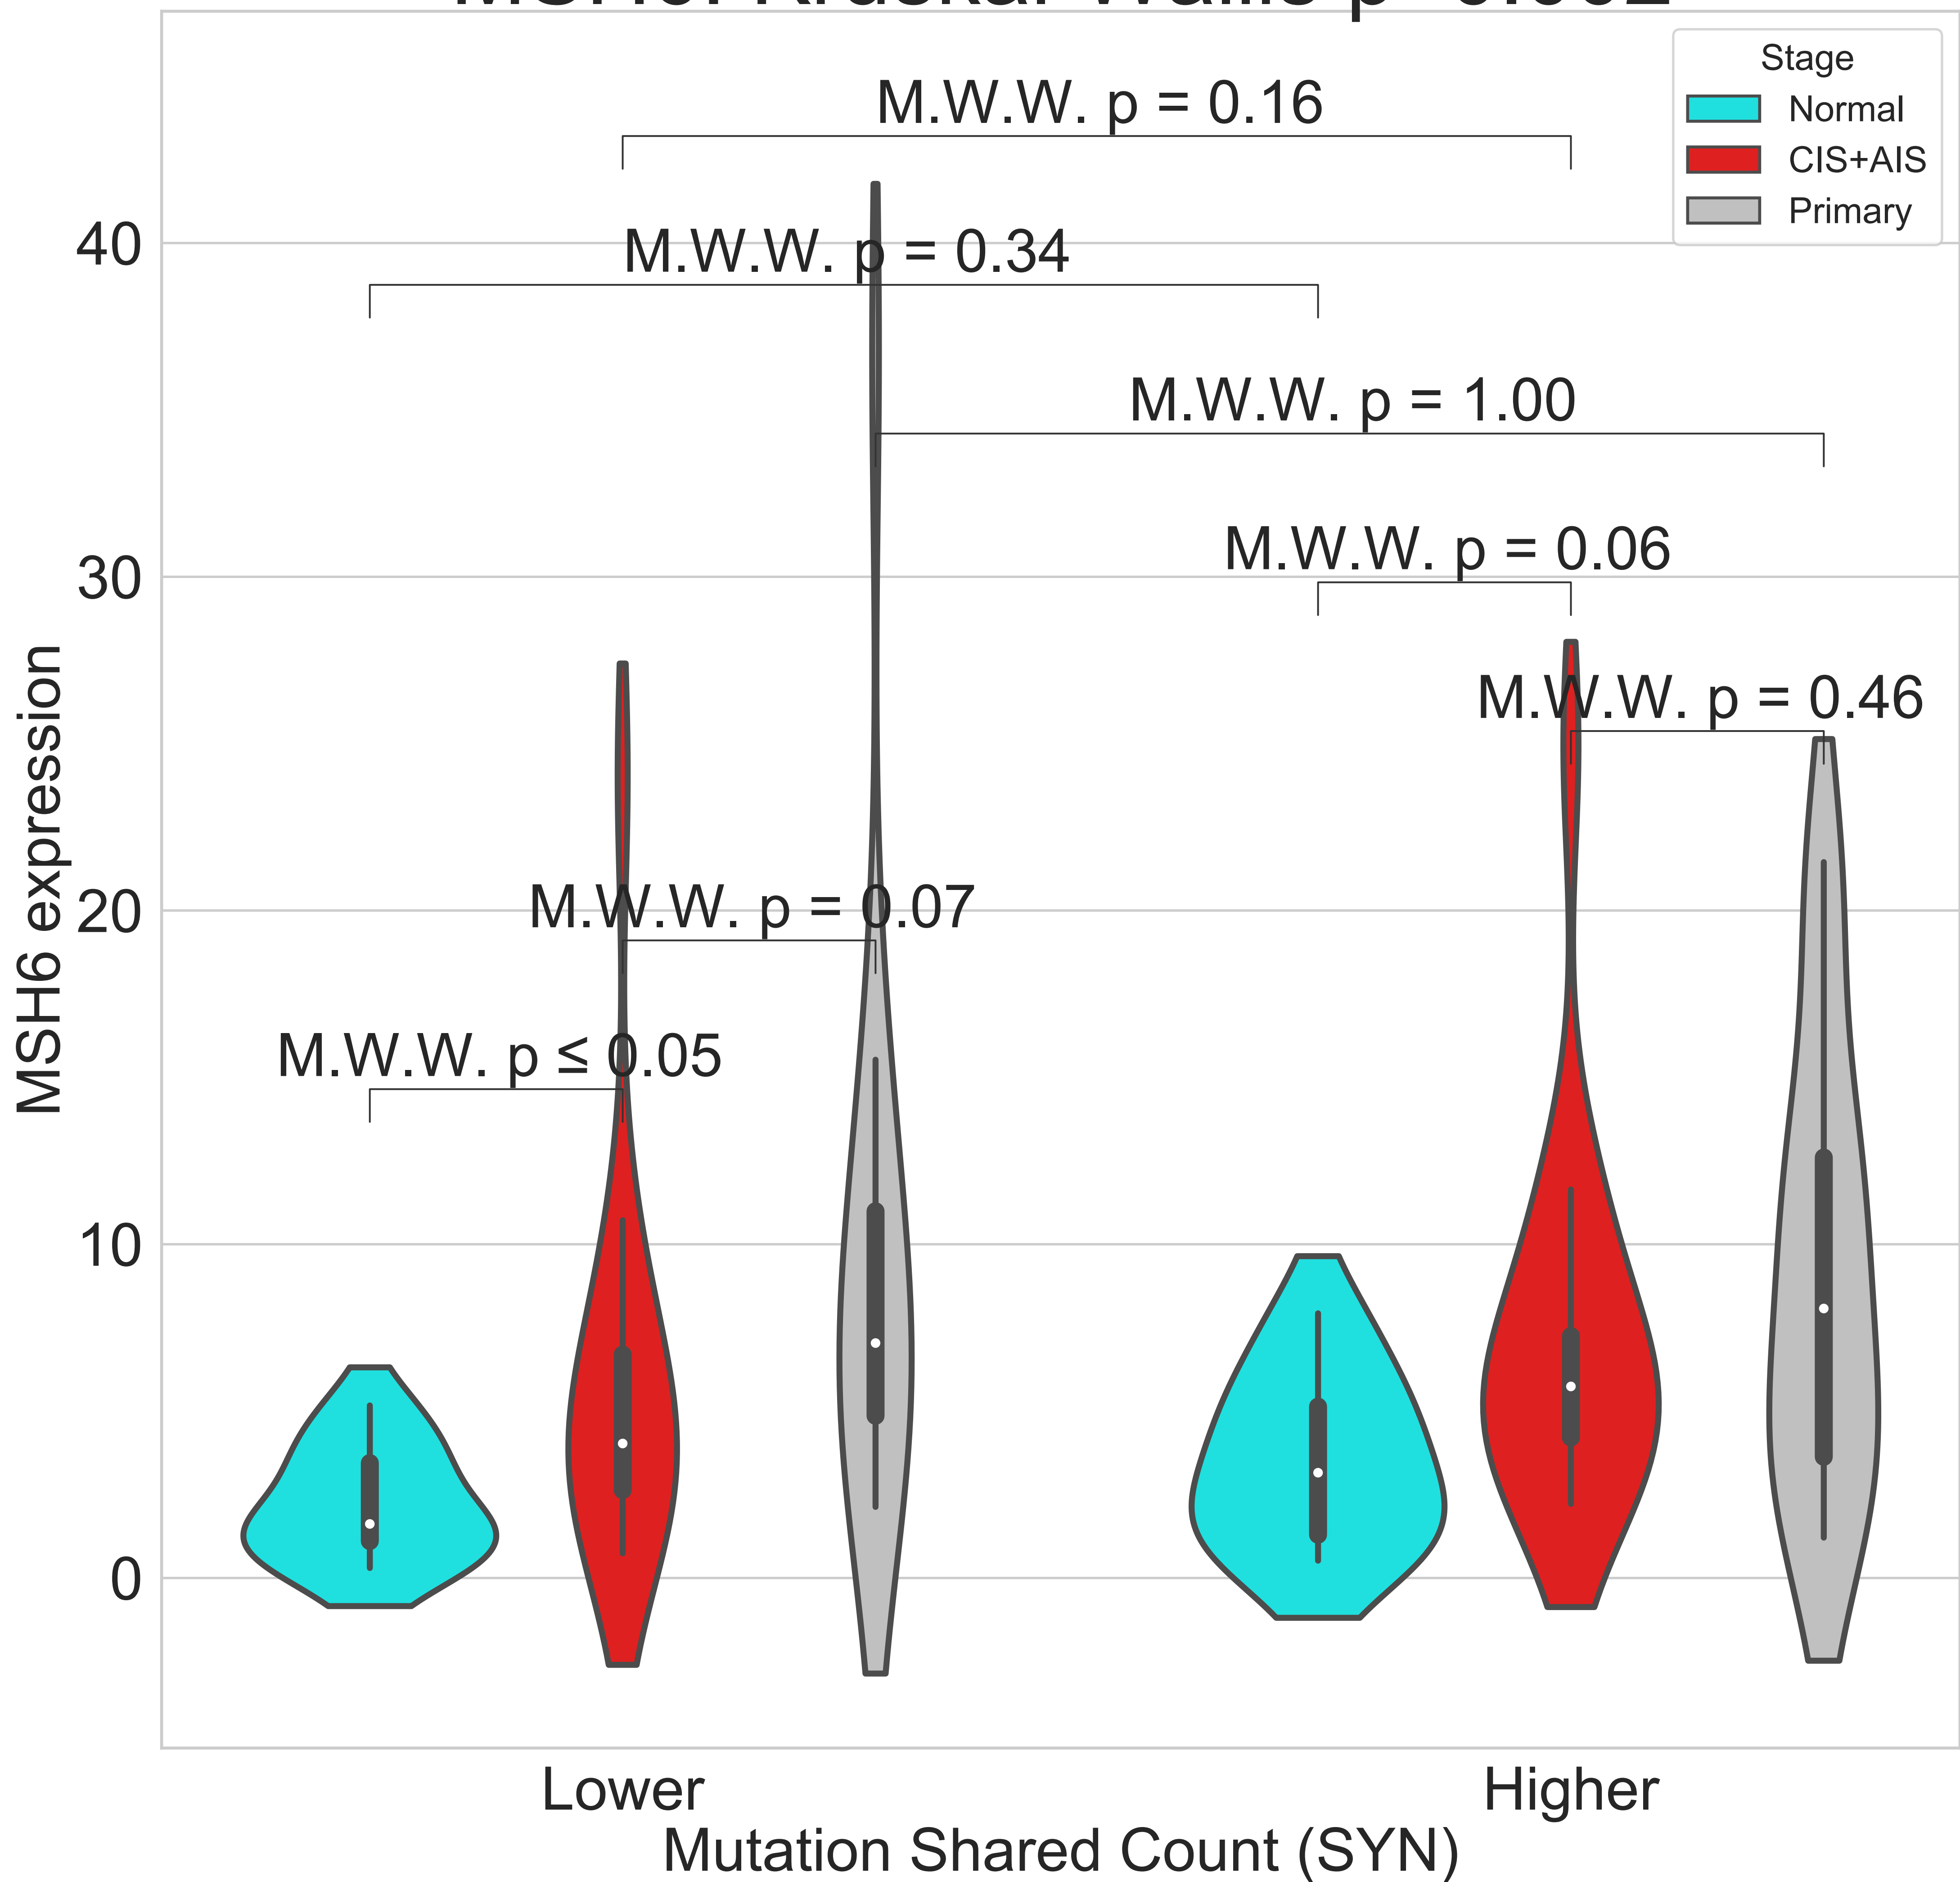 Stage
Normal
CIS+AIS
Primary
M.W.W. p = 0.16
M.W.W. p = 0.34
M.W.W. p = 1.00
M.W.W. p = 0.06
M.W.W. p = 0.46
M.W.W. p = 0.07
M.W.W. p ≤ 0.05
40
30
20
10
0
MSH6 expression
Lower
Higher
Mutation Shared Count (SYN)